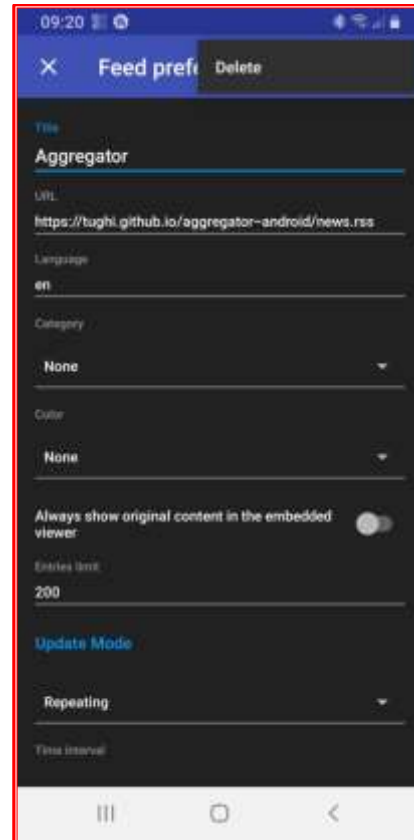 09:20
Feed prefe
Delete
Title
Aggregator
URL
https://tughi.github.io/aggregator-android/news.rss
Language
en
Category
None
Color
None
Always show original content in the embedded
viewer
Entries limit
200
Update Mode
Repeating
Time interval